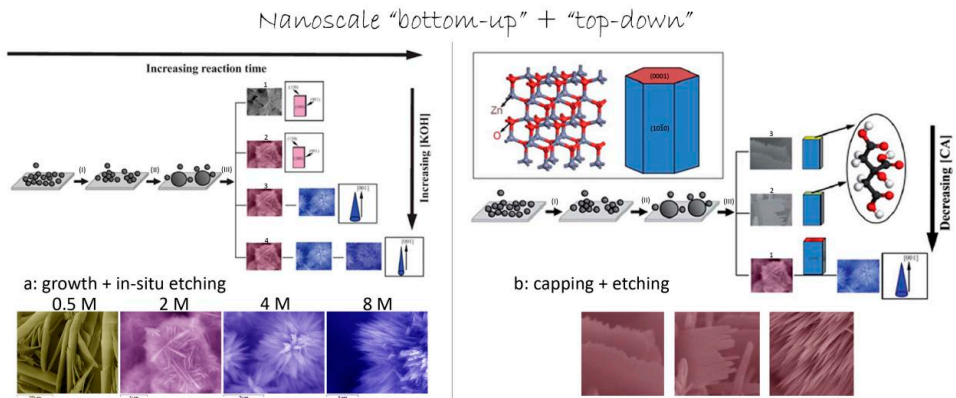 Nanoscale “bottom-up” + “top-down”
Increasing reaction time
1
2
3
4
(I)
(II)
(III)
[001]
[001]
Increasing [KOH]
a: growth + in-situ etching
0.5 M
2 M
4 M
8 M
Zn
O
(0001)
(10ī0)
(I)
(II)
(III)
3
2
1
[001]
Decreasing [CA]
b: capping + etching